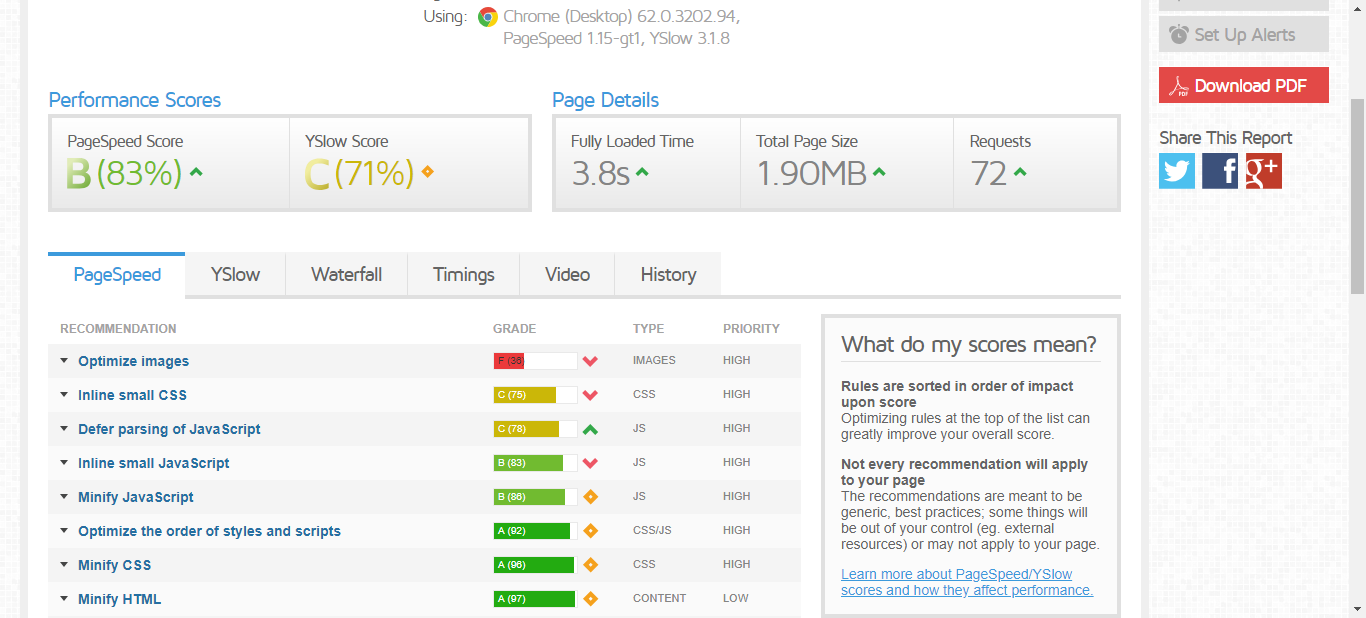 Using: Chrome (Desktop) 62.0.3202.94,
PageSpeed 1.15-gt1, YSlow 3.1.8
Set Up Alerts
Download PDF
Share This Report
Performance Scores
PageSpeed Score
B (83%)
YSlow Score
C (71%)
Page Details
Fully Loaded Time
3.8s
Total Page Size
1.90MB
Requests
72
PageSpeed YSlow Waterfall Timings Video History
RECOMMENDATION GRADE TYPE PRIORITY
Optimize images F (36) IMAGES HIGH
Inline small CSS C (75) CSS HIGH
Defer parsing of JavaScript C (78) JS HIGH
Inline small JavaScript B (83) JS HIGH
Minify JavaScript B (86) JS HIGH
Optimize the order of styles and scripts A (92) CSS/JS HIGH
Minify CSS A (96) CSS HIGH
Minify HTML A (97) CONTENT LOW
What do my scores mean?
Rules are sorted in order of impact
upon score
Optimizing rules at the top of the list can
greatly improve your overall score.
Not every recommendation will apply
to your page
The recommendations are meant to be
generic, best practices; some things will
be out of your control (eg. external
resources) or may not apply to your page.
Learn more about PageSpeed/YSlow
scores and how they affect performance.